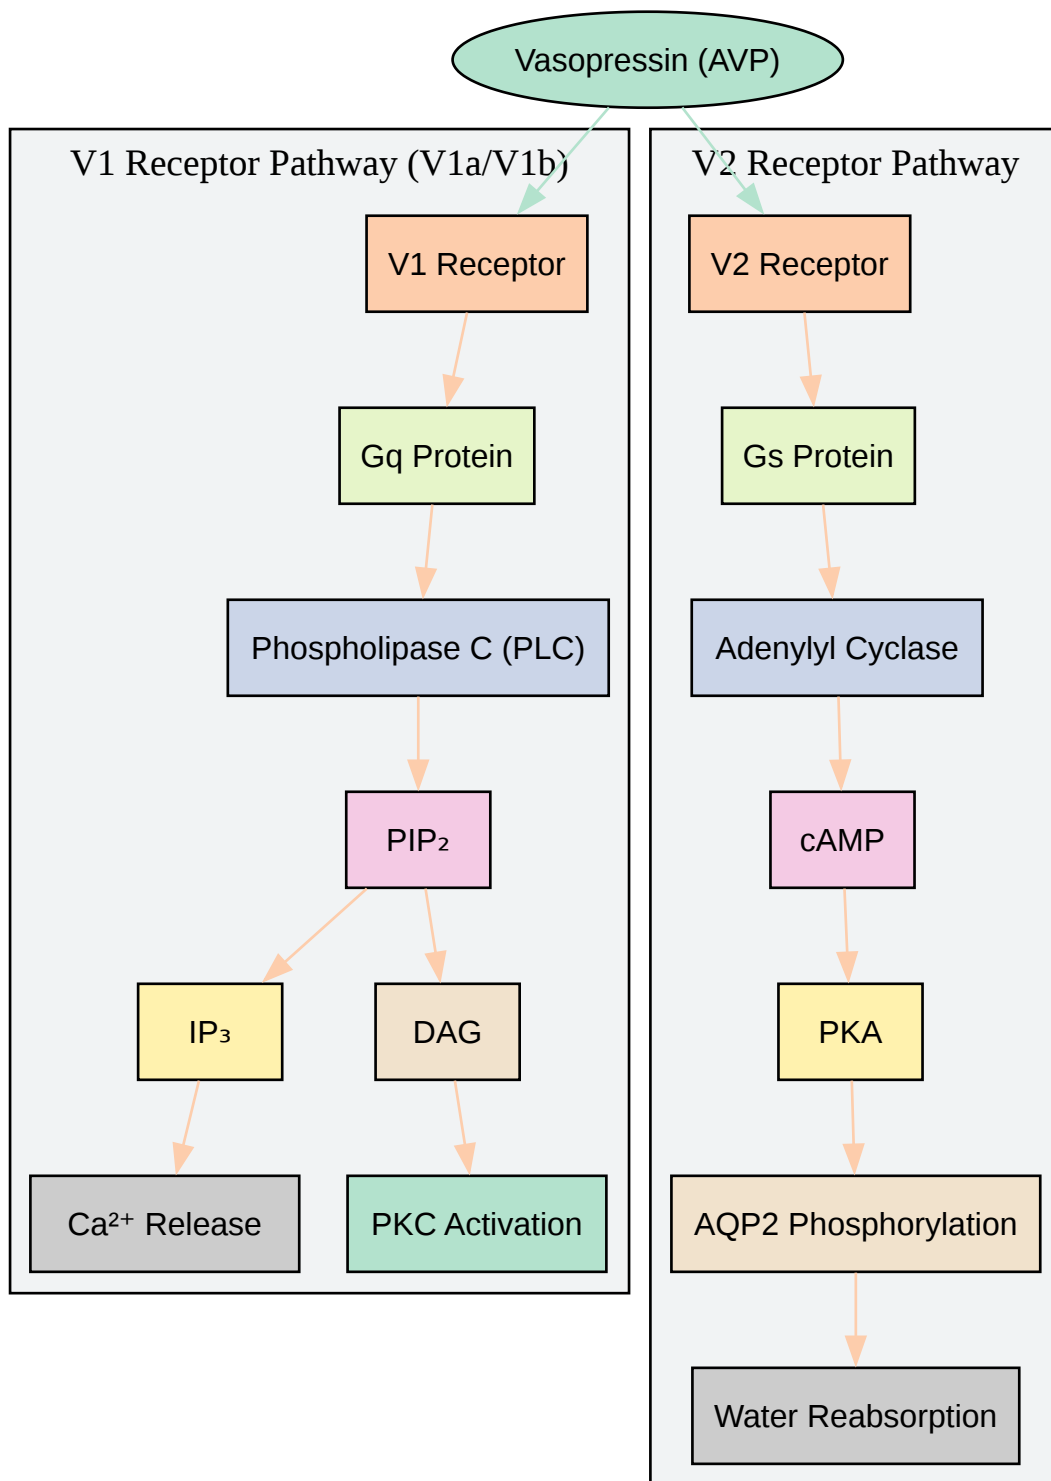 Vasopressin (AVP)
V1 Receptor Pathway (V1a/V1b)
V1 Receptor
Gq Protein
Phospholipase C (PLC)
PIP₂
IP₃
DAG
Ca²⁺ Release
PKC Activation
V2 Receptor Pathway
V2 Receptor
Gs Protein
Adenylyl Cyclase
cAMP
PKA
AQP2 Phosphorylation
Water Reabsorption